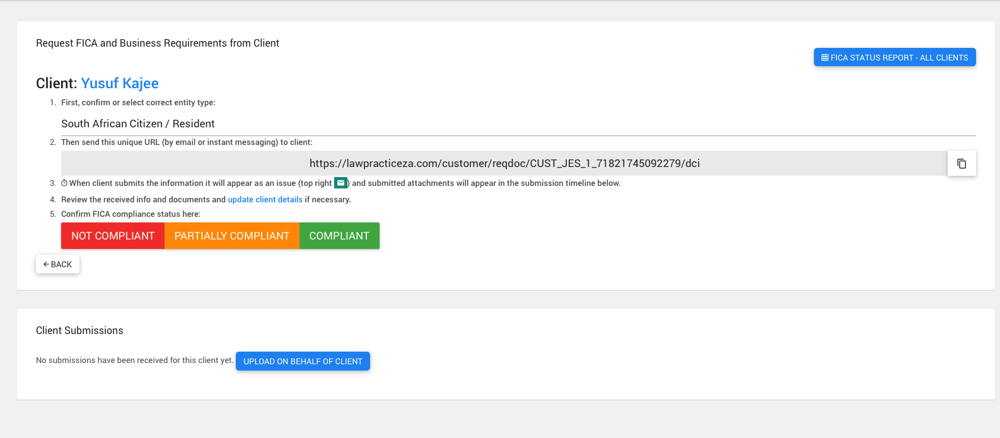 Request FICA and Business Requirements from Client
FICA STATUS REPORT - ALL CLIENTS
Client: Yusuf Kajee
1. First, confirm or select correct entity type:
South African Citizen / Resident
2. Then send this unique URL (by email or instant messaging) to client:
https://lawpracticeza.com/customer/reqdoc/CUST_JES_1_71821745092279/dci
3. When client submits the information it will appear as an issue (top right ) and submitted attachments will appear in the submission timeline below.
4. Review the received info and documents and update client details if necessary.
5. Confirm FICA compliance status here:
NOT COMPLIANT PARTIALLY COMPLIANT COMPLIANT
BACK
Client Submissions
No submissions have been received for this client yet. UPLOAD ON BEHALF OF CLIENT